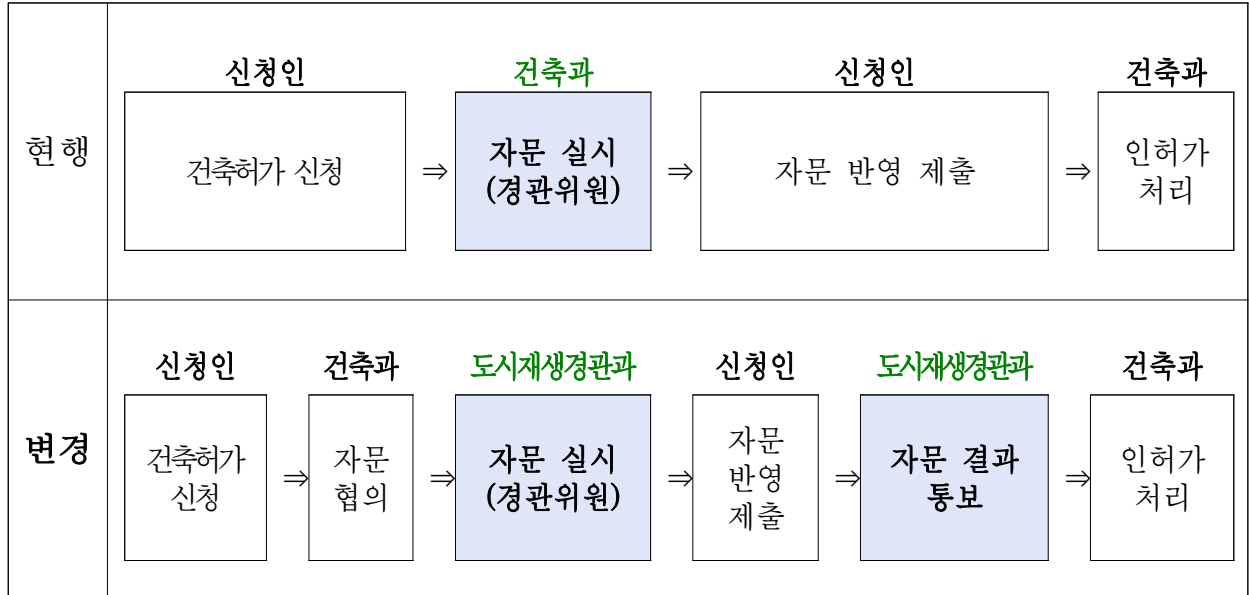 현행
신청인
건축허가 신청
⇒
건축과
자문 실시
(경관위원)
⇒
신청인
자문 반영 제출
⇒
건축과
인허가
처리
변경
신청인
건축허가
신청
⇒
건축과
자문
협의
⇒
도시재생경관과
자문 실시
(경관위원)
⇒
신청인
자문
반영
제출
⇒
도시재생경관과
자문 결과
통보
⇒
건축과
인허가
처리